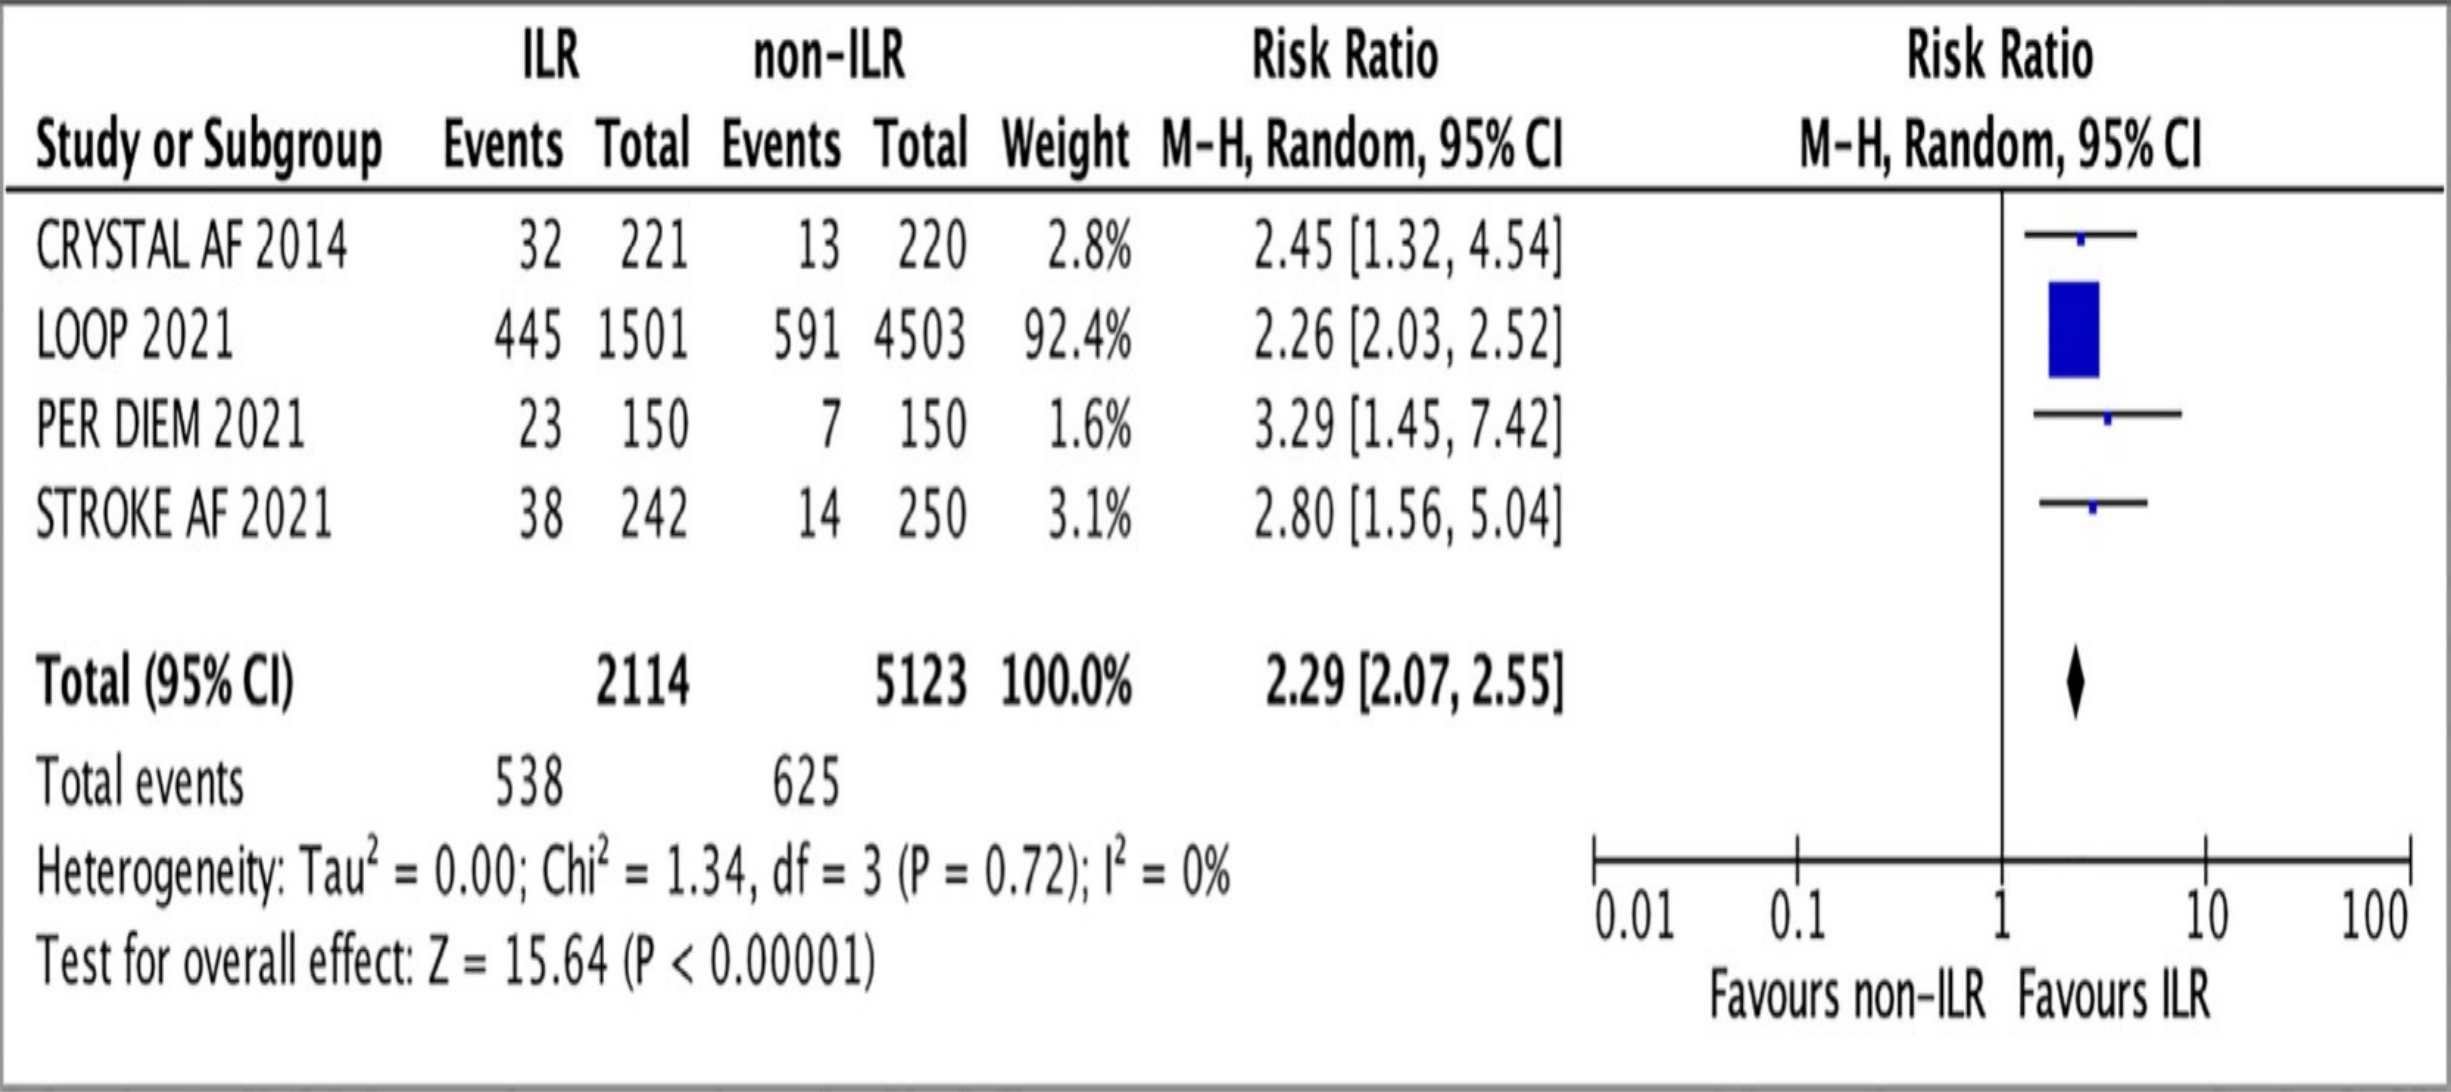 ILR non-ILR Risk Ratio Risk Ratio
Study or Subgroup Events Total Events Total Weight M-H, Random, 95% CI M-H, Random, 95% CI
CRYSTAL AF 2014 32 221 13 220 2.8% 2.45 [1.32, 4.54]
LOOP 2021 445 1501 591 4503 92.4% 2.26 [2.03, 2.52]
PER DIEM 2021 23 150 7 150 1.6% 3.29 [1.45, 7.42]
STROKE AF 2021 38 242 14 250 3.1% 2.80 [1.56, 5.04]
Total (95% CI) 2114 5123 100.0% 2.29 [2.07, 2.55]
Total events 538 625
Heterogeneity: Tau² = 0.00; Chi² = 1.34, df = 3 (P = 0.72); I² = 0%
Test for overall effect: Z = 15.64 (P < 0.00001)
0.01 0.1 1 10 100
Favours non-ILR Favours ILR